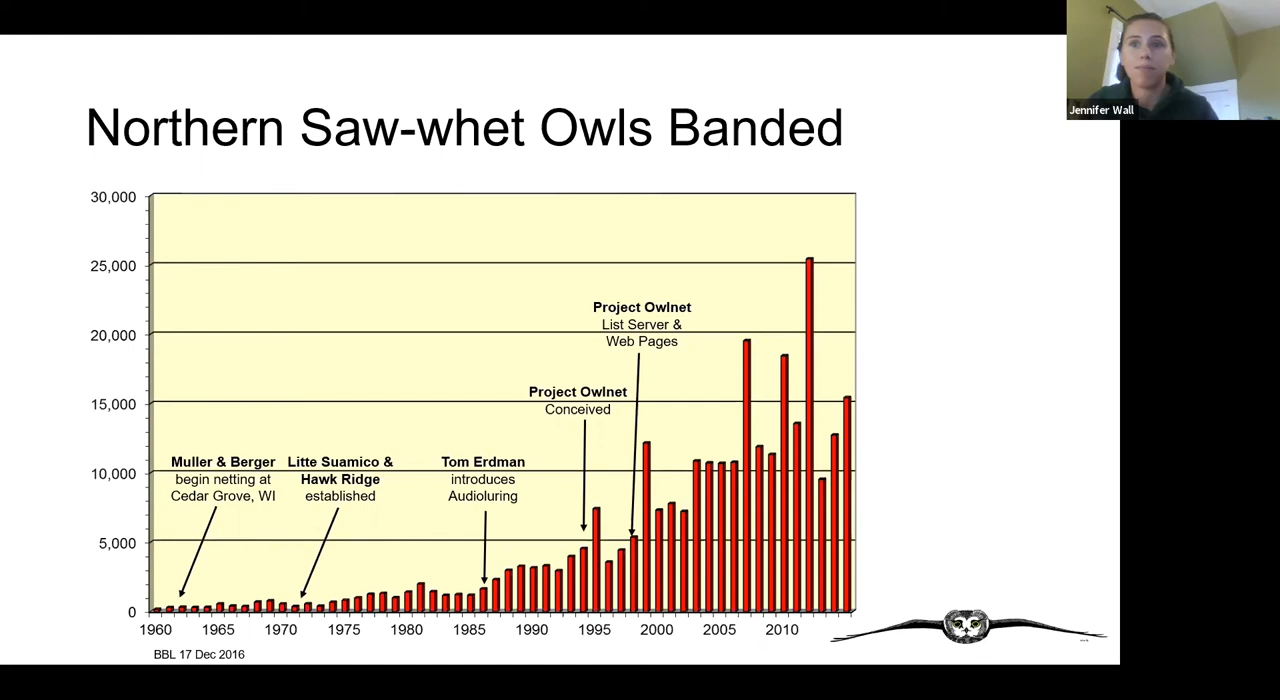 Jennifer Wall
Northern Saw-whet Owls Banded
30,000
25,000
20,000
15,000
10,000
5,000
0
Project Owlnet
List Server &
Web Pages
Project Owlnet
Conceived
Muller & Berger
begin netting at
Cedar Grove, WI
Litte Suamico &
Hawk Ridge
established
Tom Erdman
introduces
Audioluring
1960 1965 1970 1975 1980 1985 1990 1995 2000 2005 2010
BBL 17 Dec 2016